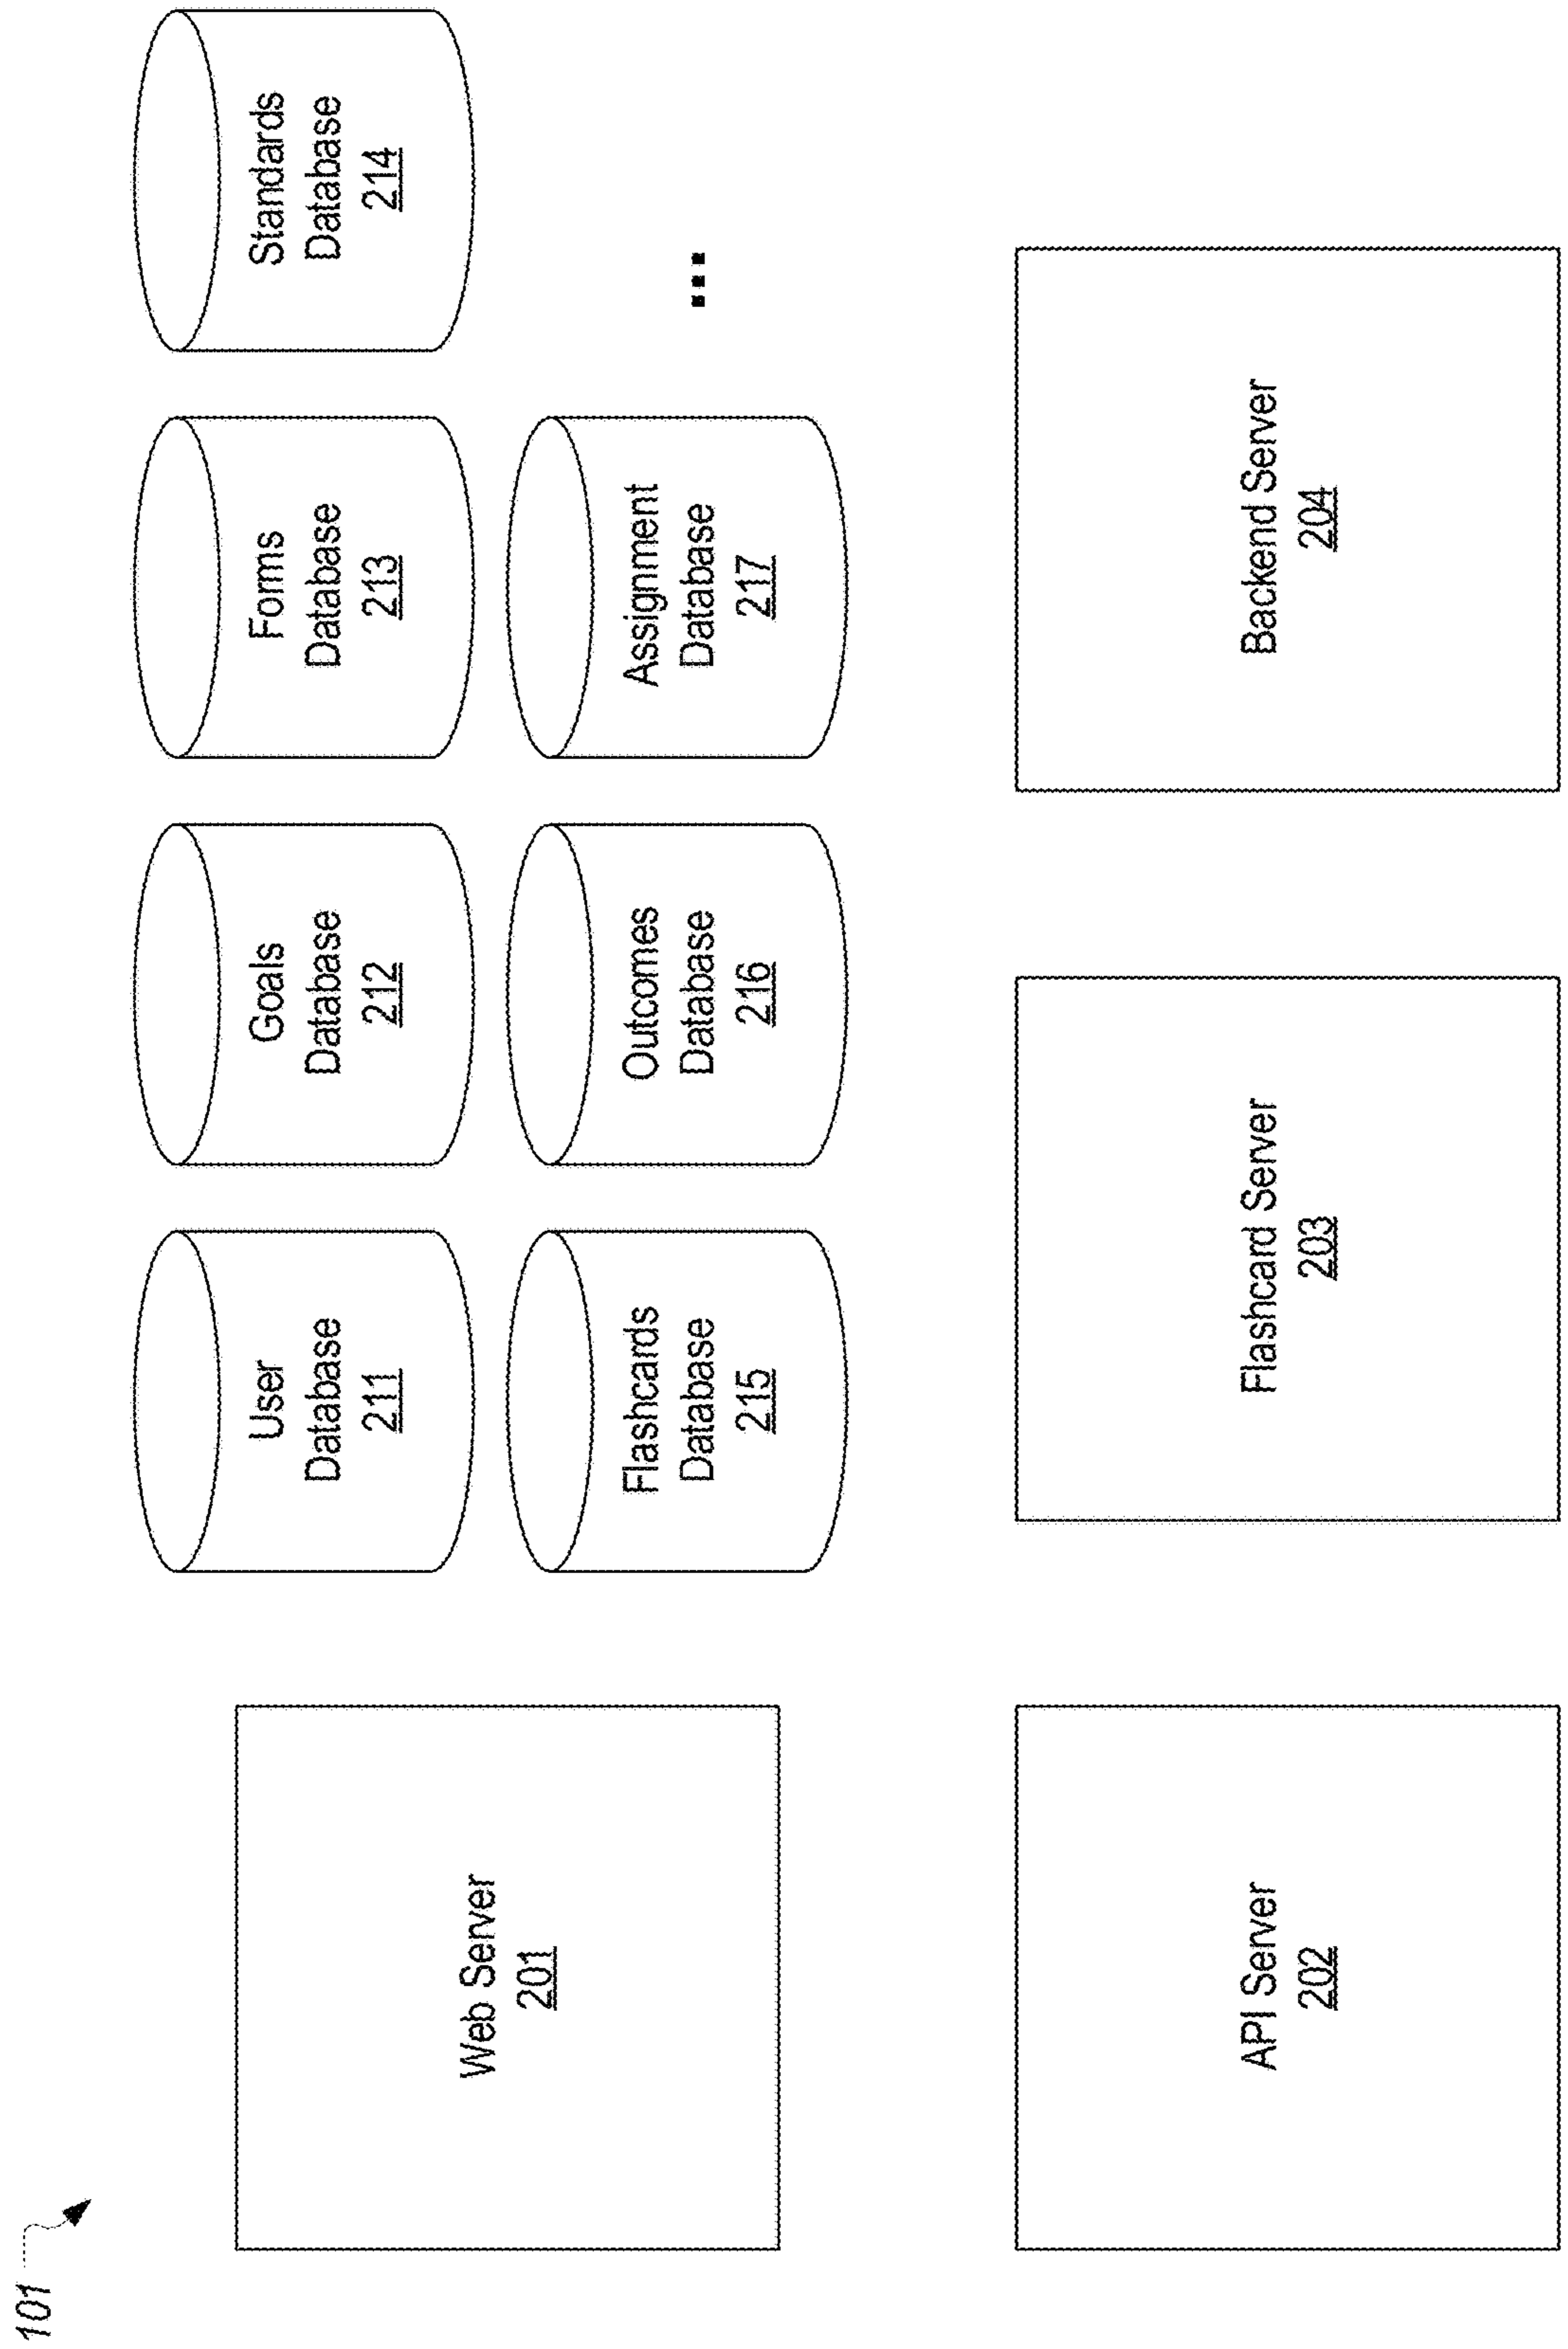 101
Web Server
201
User
Database
211
Goals
Database
212
Forms
Database
213
Standards
Database
214
Flashcards
Database
215
Outcomes
Database
216
Assignment
Database
217
...
API Server
202
Flashcard Server
203
Backend Server
204